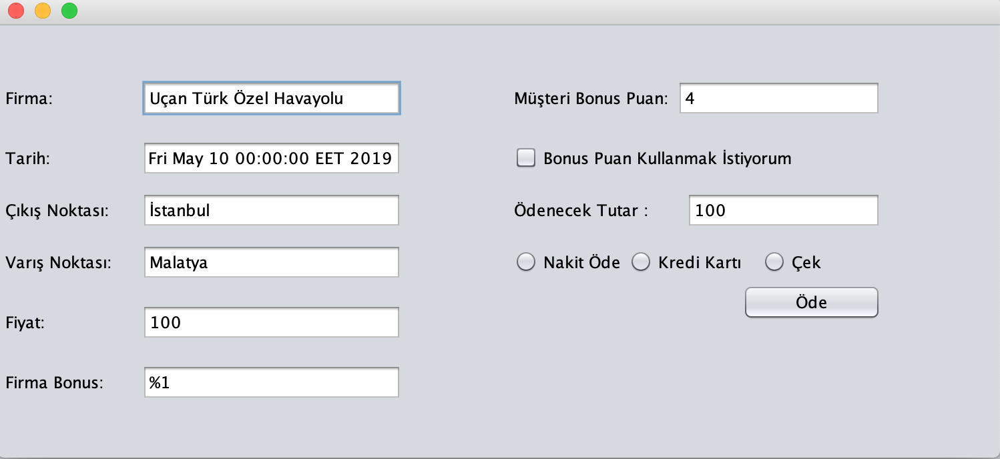 Firma: Uçan Türk Özel Havayolu
Müşteri Bonus Puan: 4
Tarih: Fri May 10 00:00:00 EET 2019
Bonus Puan Kullanmak İstiyorum
Çıkış Noktası: İstanbul
Ödenecek Tutar : 100
Varış Noktası: Malatya
Nakit Öde Kredi Kartı Çek
Öde
Fiyat: 100
Firma Bonus: %1